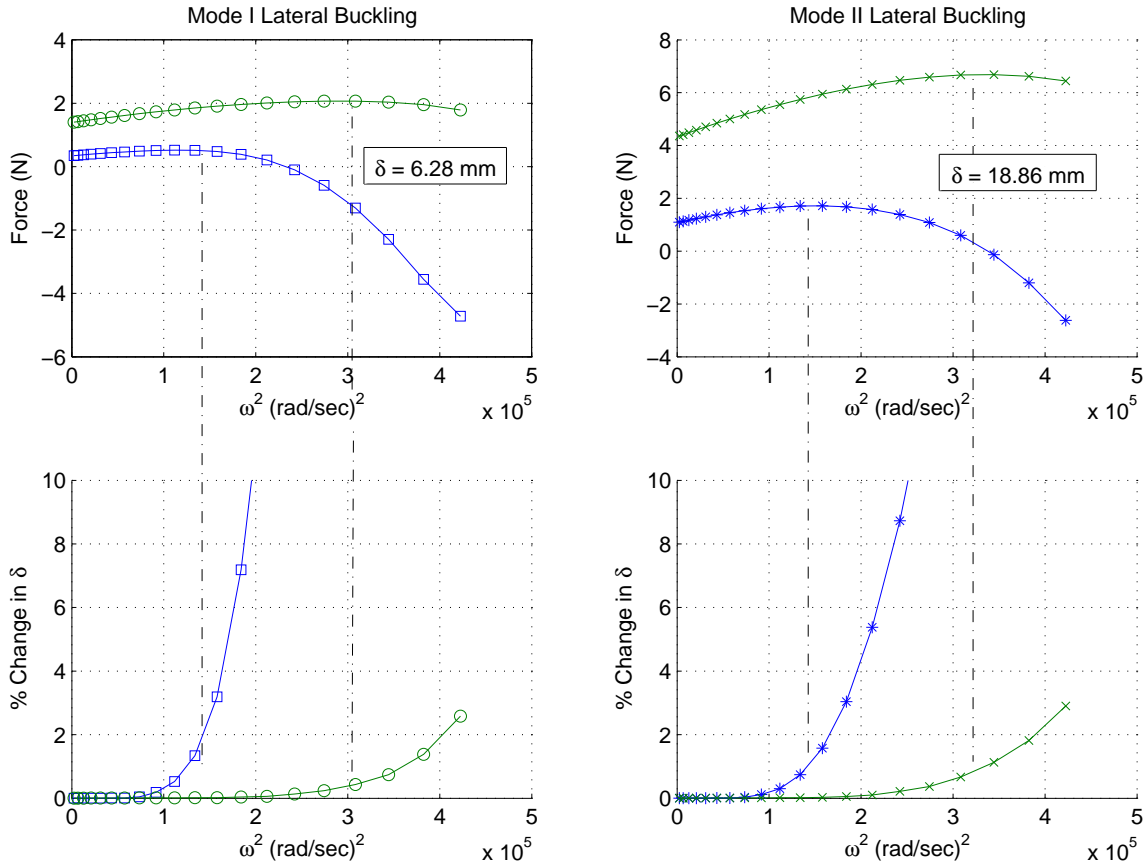 Mode I Lateral Buckling
4
2
0
−2
−4
−6
Force (N)
δ = 6.28 mm
0 1 2 3 4 5
ω² (rad/sec)²
x 10⁵
Mode II Lateral Buckling
8
6
4
2
0
−2
−4
Force (N)
δ = 18.86 mm
0 1 2 3 4 5
ω² (rad/sec)²
x 10⁵
10
8
6
4
2
0
% Change in δ
0 1 2 3 4 5
ω² (rad/sec)²
x 10⁵
10
8
6
4
2
0
% Change in δ
0 1 2 3 4 5
ω² (rad/sec)²
x 10⁵